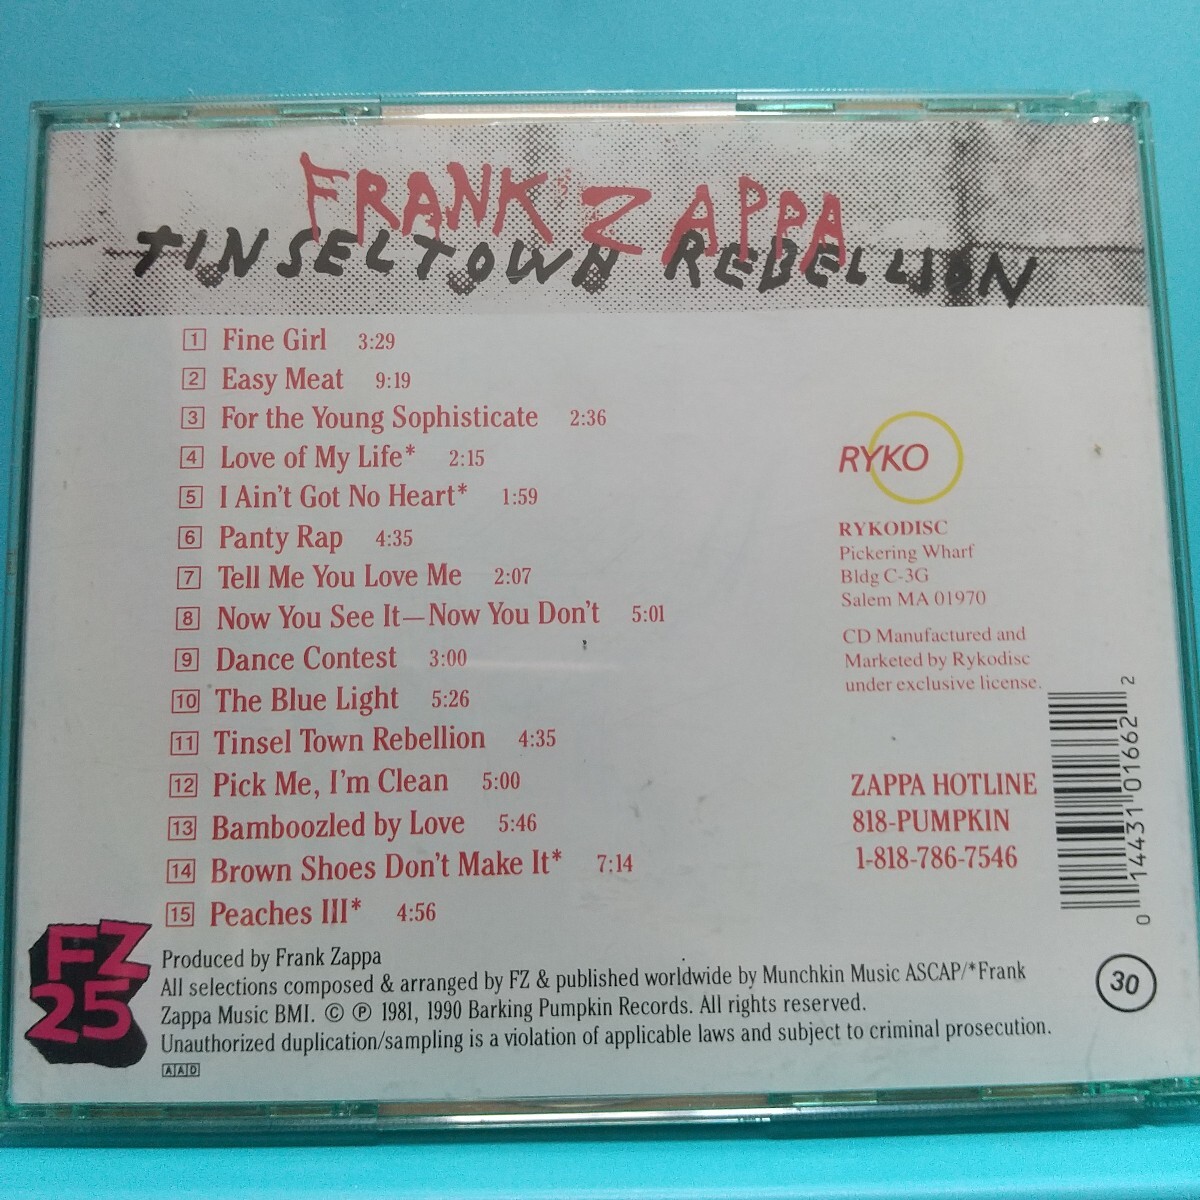 FRANK ZAPPA
TINSELTOWN REBELLION
1 Fine Girl 3:29
2 Easy Meat 9:19
3 For the Young Sophisticate 2:36
4 Love of My Life* 2:15
5 I Ain't Got No Heart* 1:59
6 Panty Rap 4:35
7 Tell Me You Love Me 2:07
8 Now You See It—Now You Don't 5:01
9 Dance Contest 3:00
10 The Blue Light 5:26
11 Tinsel Town Rebellion 4:35
12 Pick Me, I'm Clean 5:00
13 Bamboozled by Love 5:46
14 Brown Shoes Don't Make It* 7:14
15 Peaches III* 4:56
RYKO
RYKODISC
Pickering Wharf
Bldg C-3G
Salem MA 01970
CD Manufactured and
Marketed by Rykodisc
under exclusive license.
ZAPPA HOTLINE
818-PUMPKIN
1-818-786-7546
0 14431 01662 2
FZ
25
Produced by Frank Zappa
All selections composed & arranged by FZ & published worldwide by Munchkin Music ASCAP/*Frank
Zappa Music BMI. © ℗ 1981, 1990 Barking Pumpkin Records. All rights reserved.
Unauthorized duplication/sampling is a violation of applicable laws and subject to criminal prosecution.
AAD
30